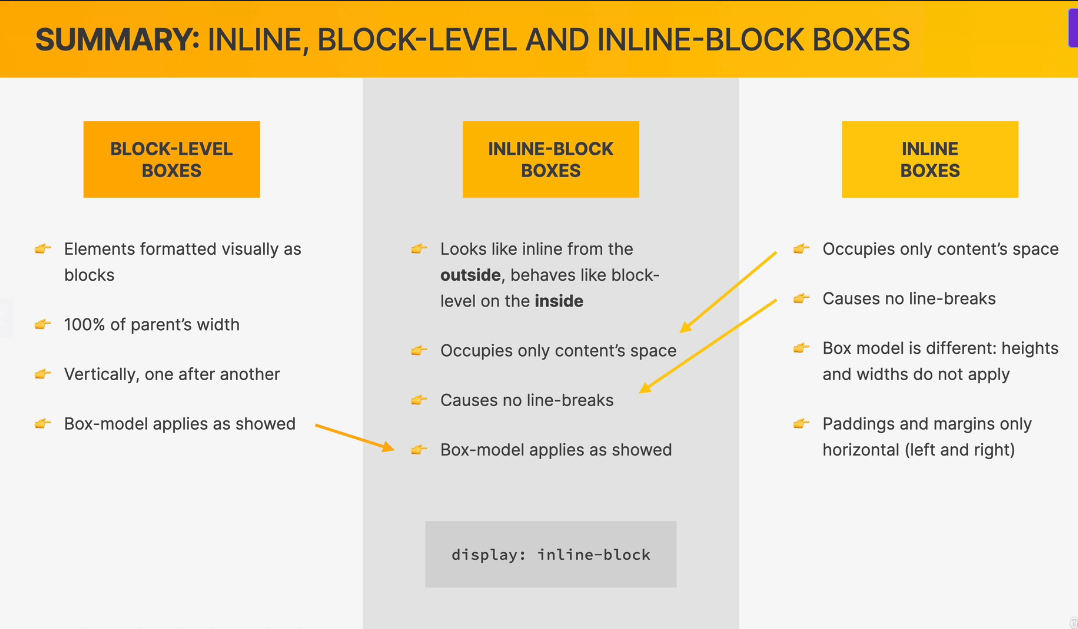 SUMMARY: INLINE, BLOCK-LEVEL AND INLINE-BLOCK BOXES
BLOCK-LEVEL
BOXES
Elements formatted visually as
blocks
100% of parent’s width
Vertically, one after another
Box-model applies as showed
INLINE-BLOCK
BOXES
Looks like inline from the
outside, behaves like block-
level on the inside
Occupies only content’s space
Causes no line-breaks
Box-model applies as showed
display: inline-block
INLINE
BOXES
Occupies only content’s space
Causes no line-breaks
Box model is different: heights
and widths do not apply
Paddings and margins only
horizontal (left and right)